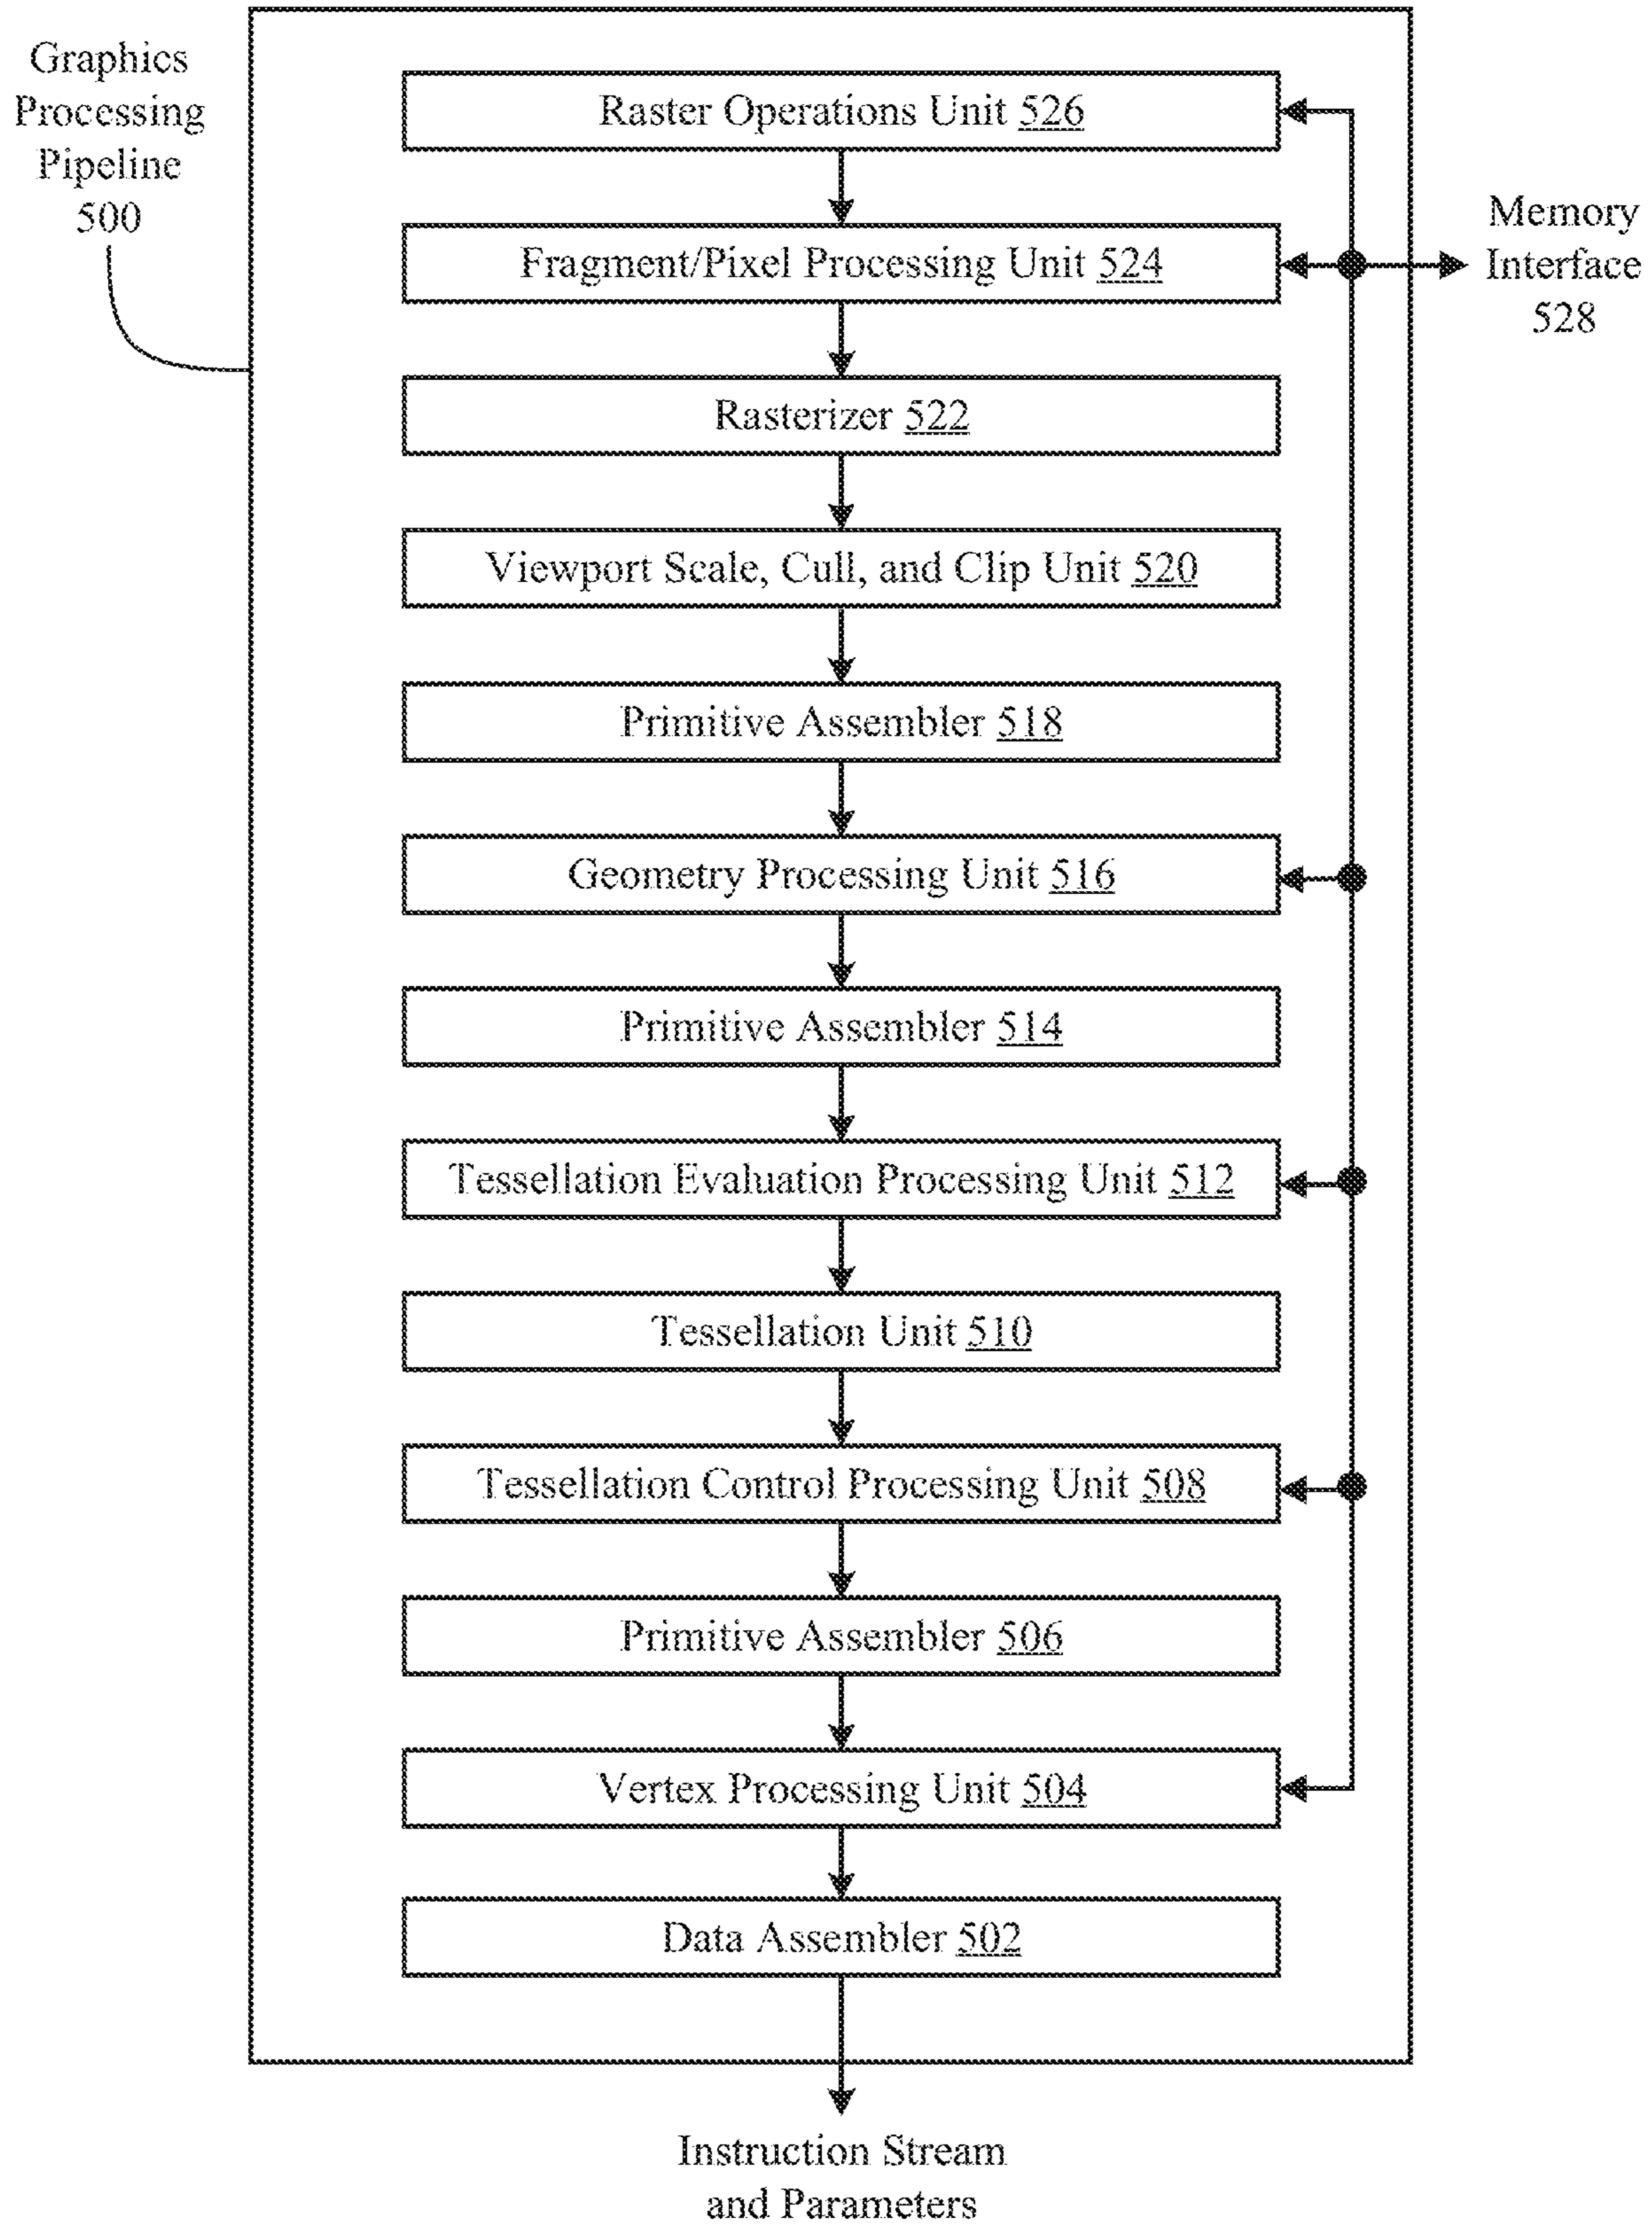 Graphics
Processing
Pipeline
500
Raster Operations Unit 526
Fragment/Pixel Processing Unit 524
Memory
Interface
528
Rasterizer 522
Viewport Scale, Cull, and Clip Unit 520
Primitive Assembler 518
Geometry Processing Unit 516
Primitive Assembler 514
Tessellation Evaluation Processing Unit 512
Tessellation Unit 510
Tessellation Control Processing Unit 508
Primitive Assembler 506
Vertex Processing Unit 504
Data Assembler 502
Instruction Stream
and Parameters